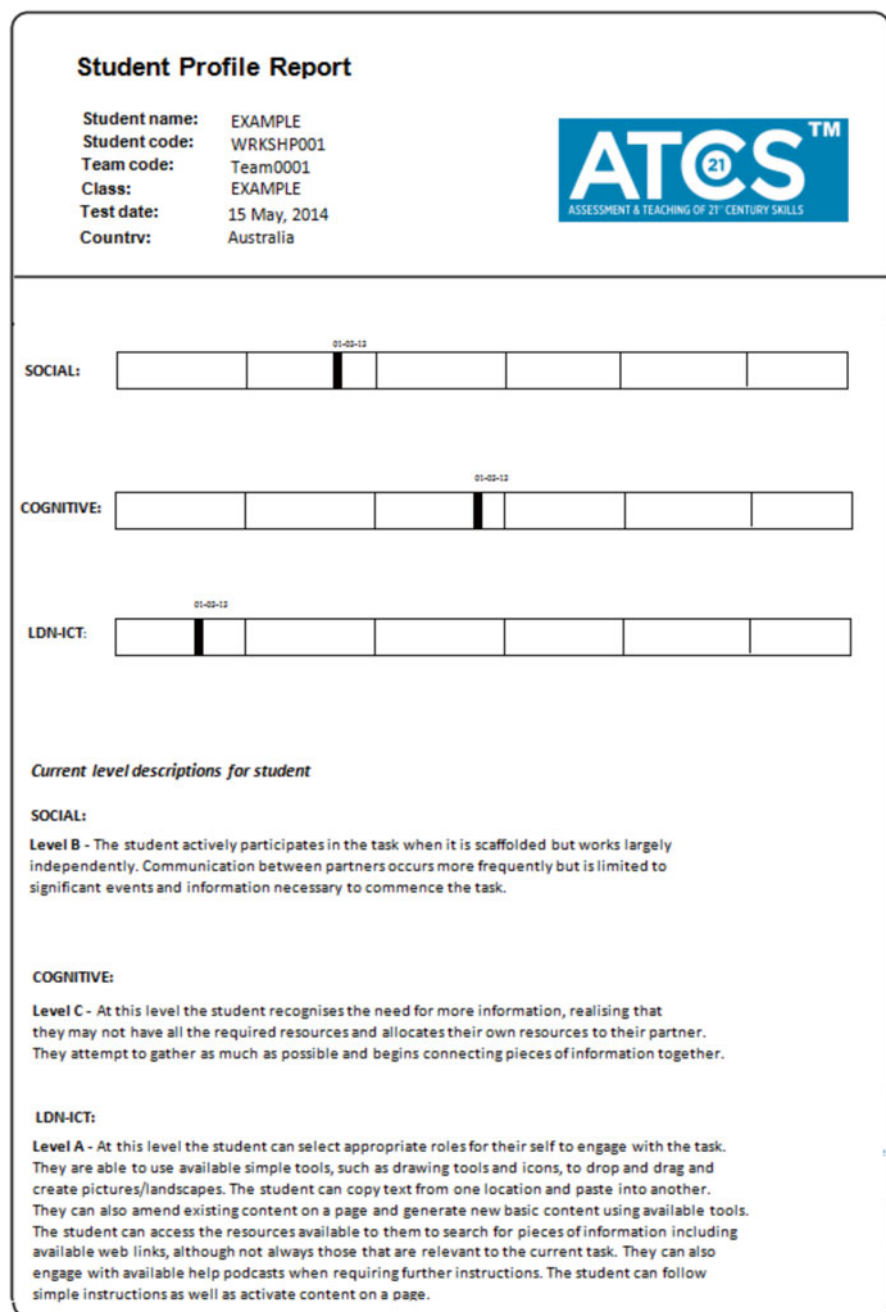 Student Profile Report
Student name: EXAMPLE
Student code: WRKSHP001
Team code: Team0001
Class: EXAMPLE
Test date: 15 May, 2014
Country: Australia
ATCS™
21
ASSESSMENT & TEACHING OF 21ST CENTURY SKILLS
01-03-13
SOCIAL:
01-03-13
COGNITIVE:
01-03-13
LDN-ICT:
Current level descriptions for student
SOCIAL:
Level B - The student actively participates in the task when it is scaffolded but works largely
independently. Communication between partners occurs more frequently but is limited to
significant events and information necessary to commence the task.
COGNITIVE:
Level C - At this level the student recognises the need for more information, realising that
they may not have all the required resources and allocates their own resources to their partner.
They attempt to gather as much as possible and begins connecting pieces of information together.
LDN-ICT:
Level A - At this level the student can select appropriate roles for their self to engage with the task.
They are able to use available simple tools, such as drawing tools and icons, to drop and drag and
create pictures/landscapes. The student can copy text from one location and paste into another.
They can also amend existing content on a page and generate new basic content using available tools.
The student can access the resources available to them to search for pieces of information including
available web links, although not always those that are relevant to the current task. They can also
engage with available help podcasts when requiring further instructions. The student can follow
simple instructions as well as activate content on a page.